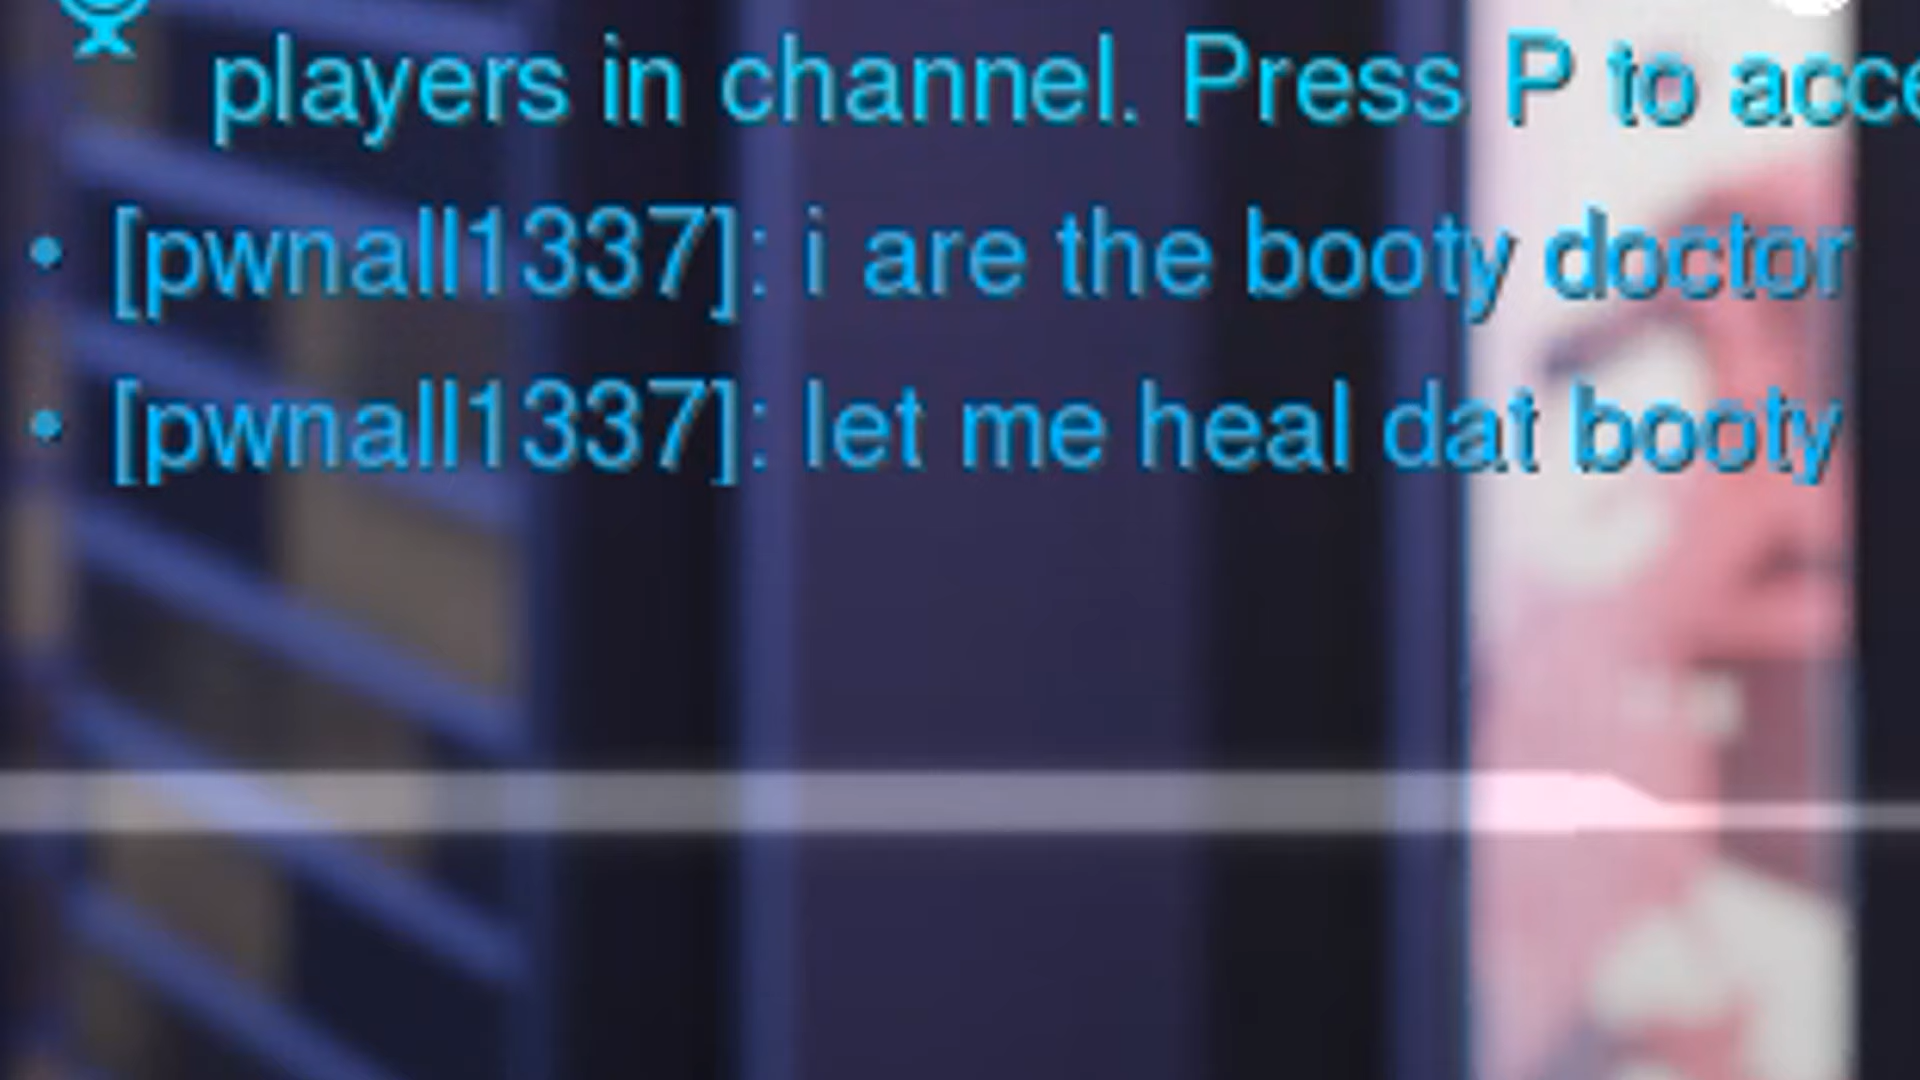 players in channel. Press P to acce
• [pwnall1337]: i are the booty doctor
• [pwnall1337]: let me heal dat booty